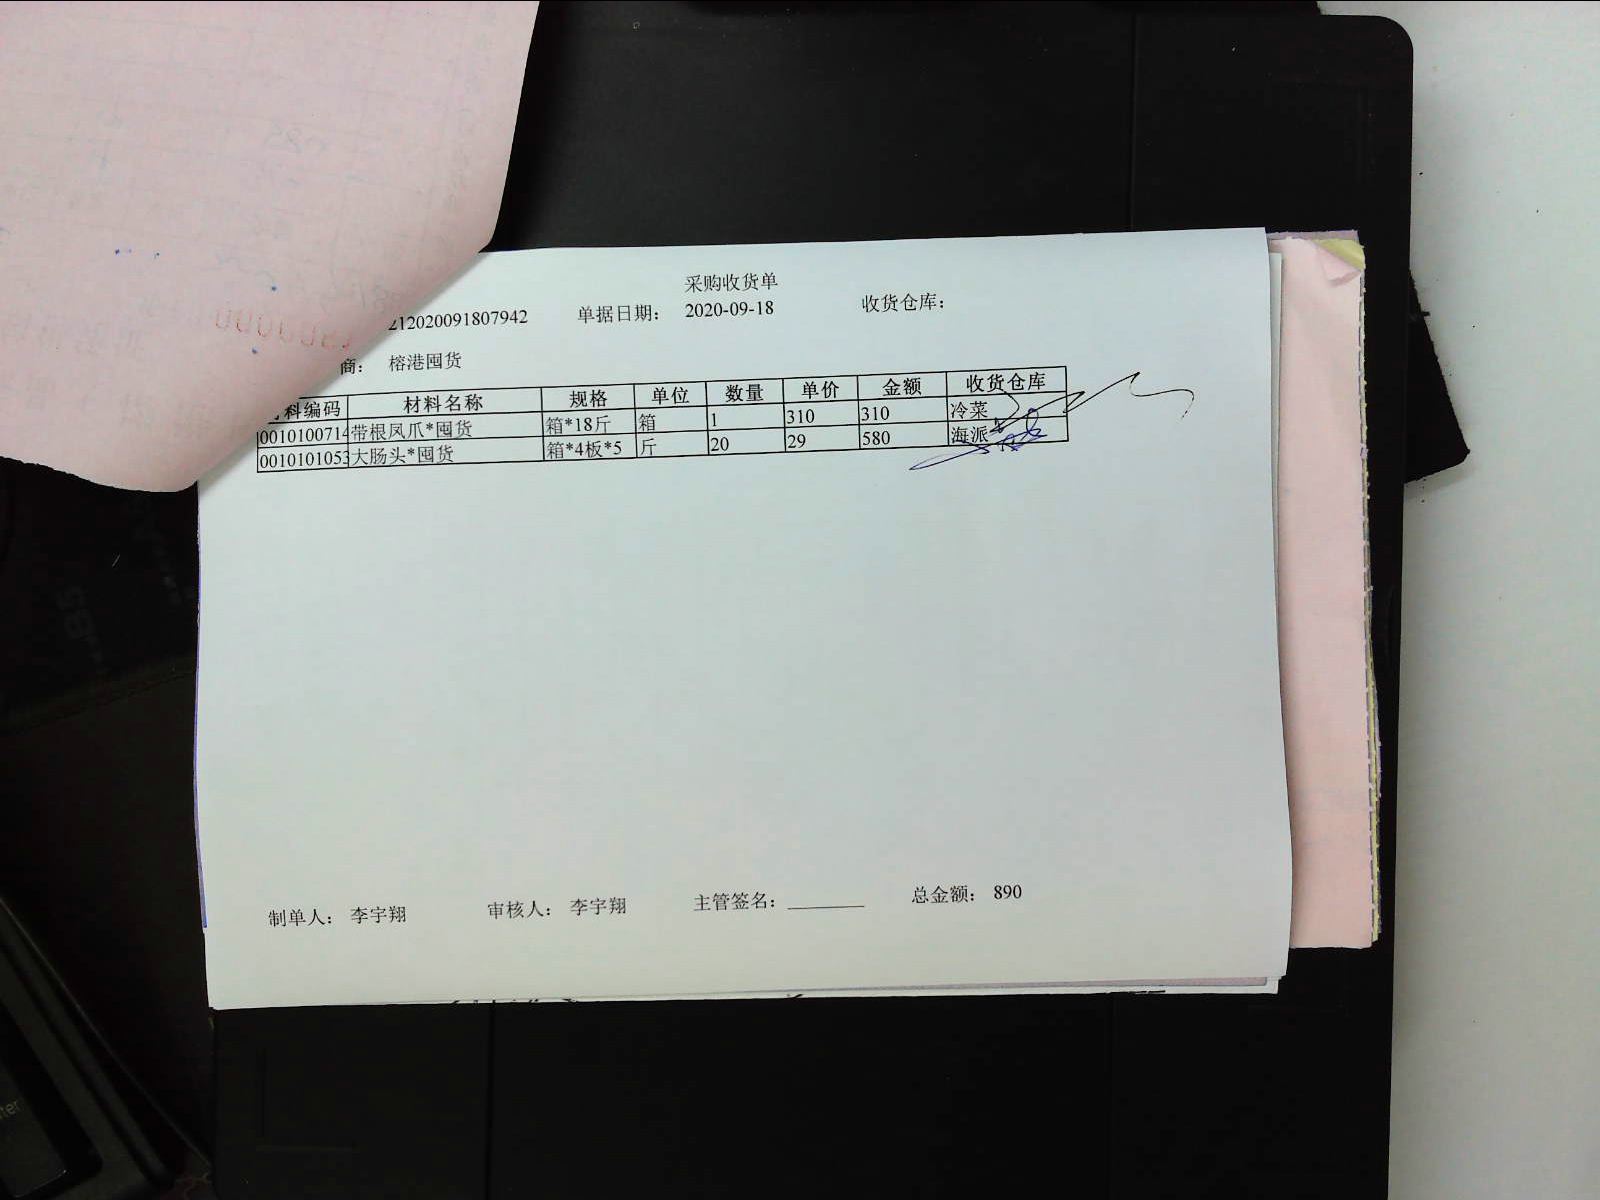 采购收货单
212020091807942 单据日期： 2020-09-18 收货仓库：
商： 榕港囤货
料编码 材料名称 规格 单位 数量 单价 金额 收货仓库
0010100714 带根凤爪*囤货 箱*18斤 箱 1 310 310 冷菜
0010101053 大肠头*囤货 箱*4板*5 斤 20 29 580 海派
制单人： 李宇翔 审核人： 李宇翔 主管签名： 总金额： 890